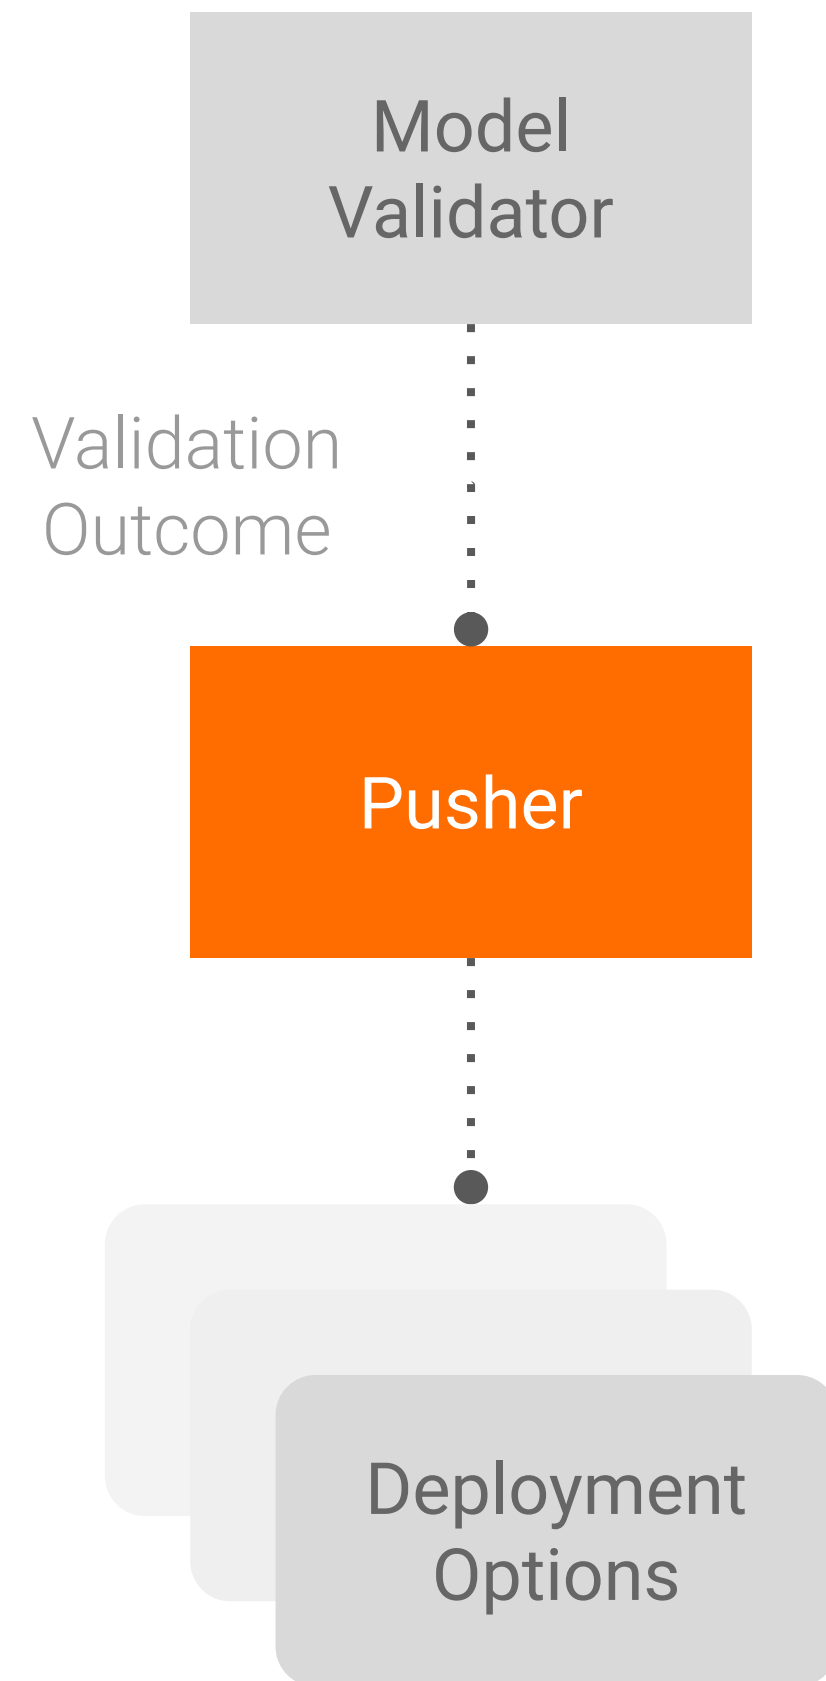 Model
Validator
Validation
Outcome
Pusher
Deployment
Options